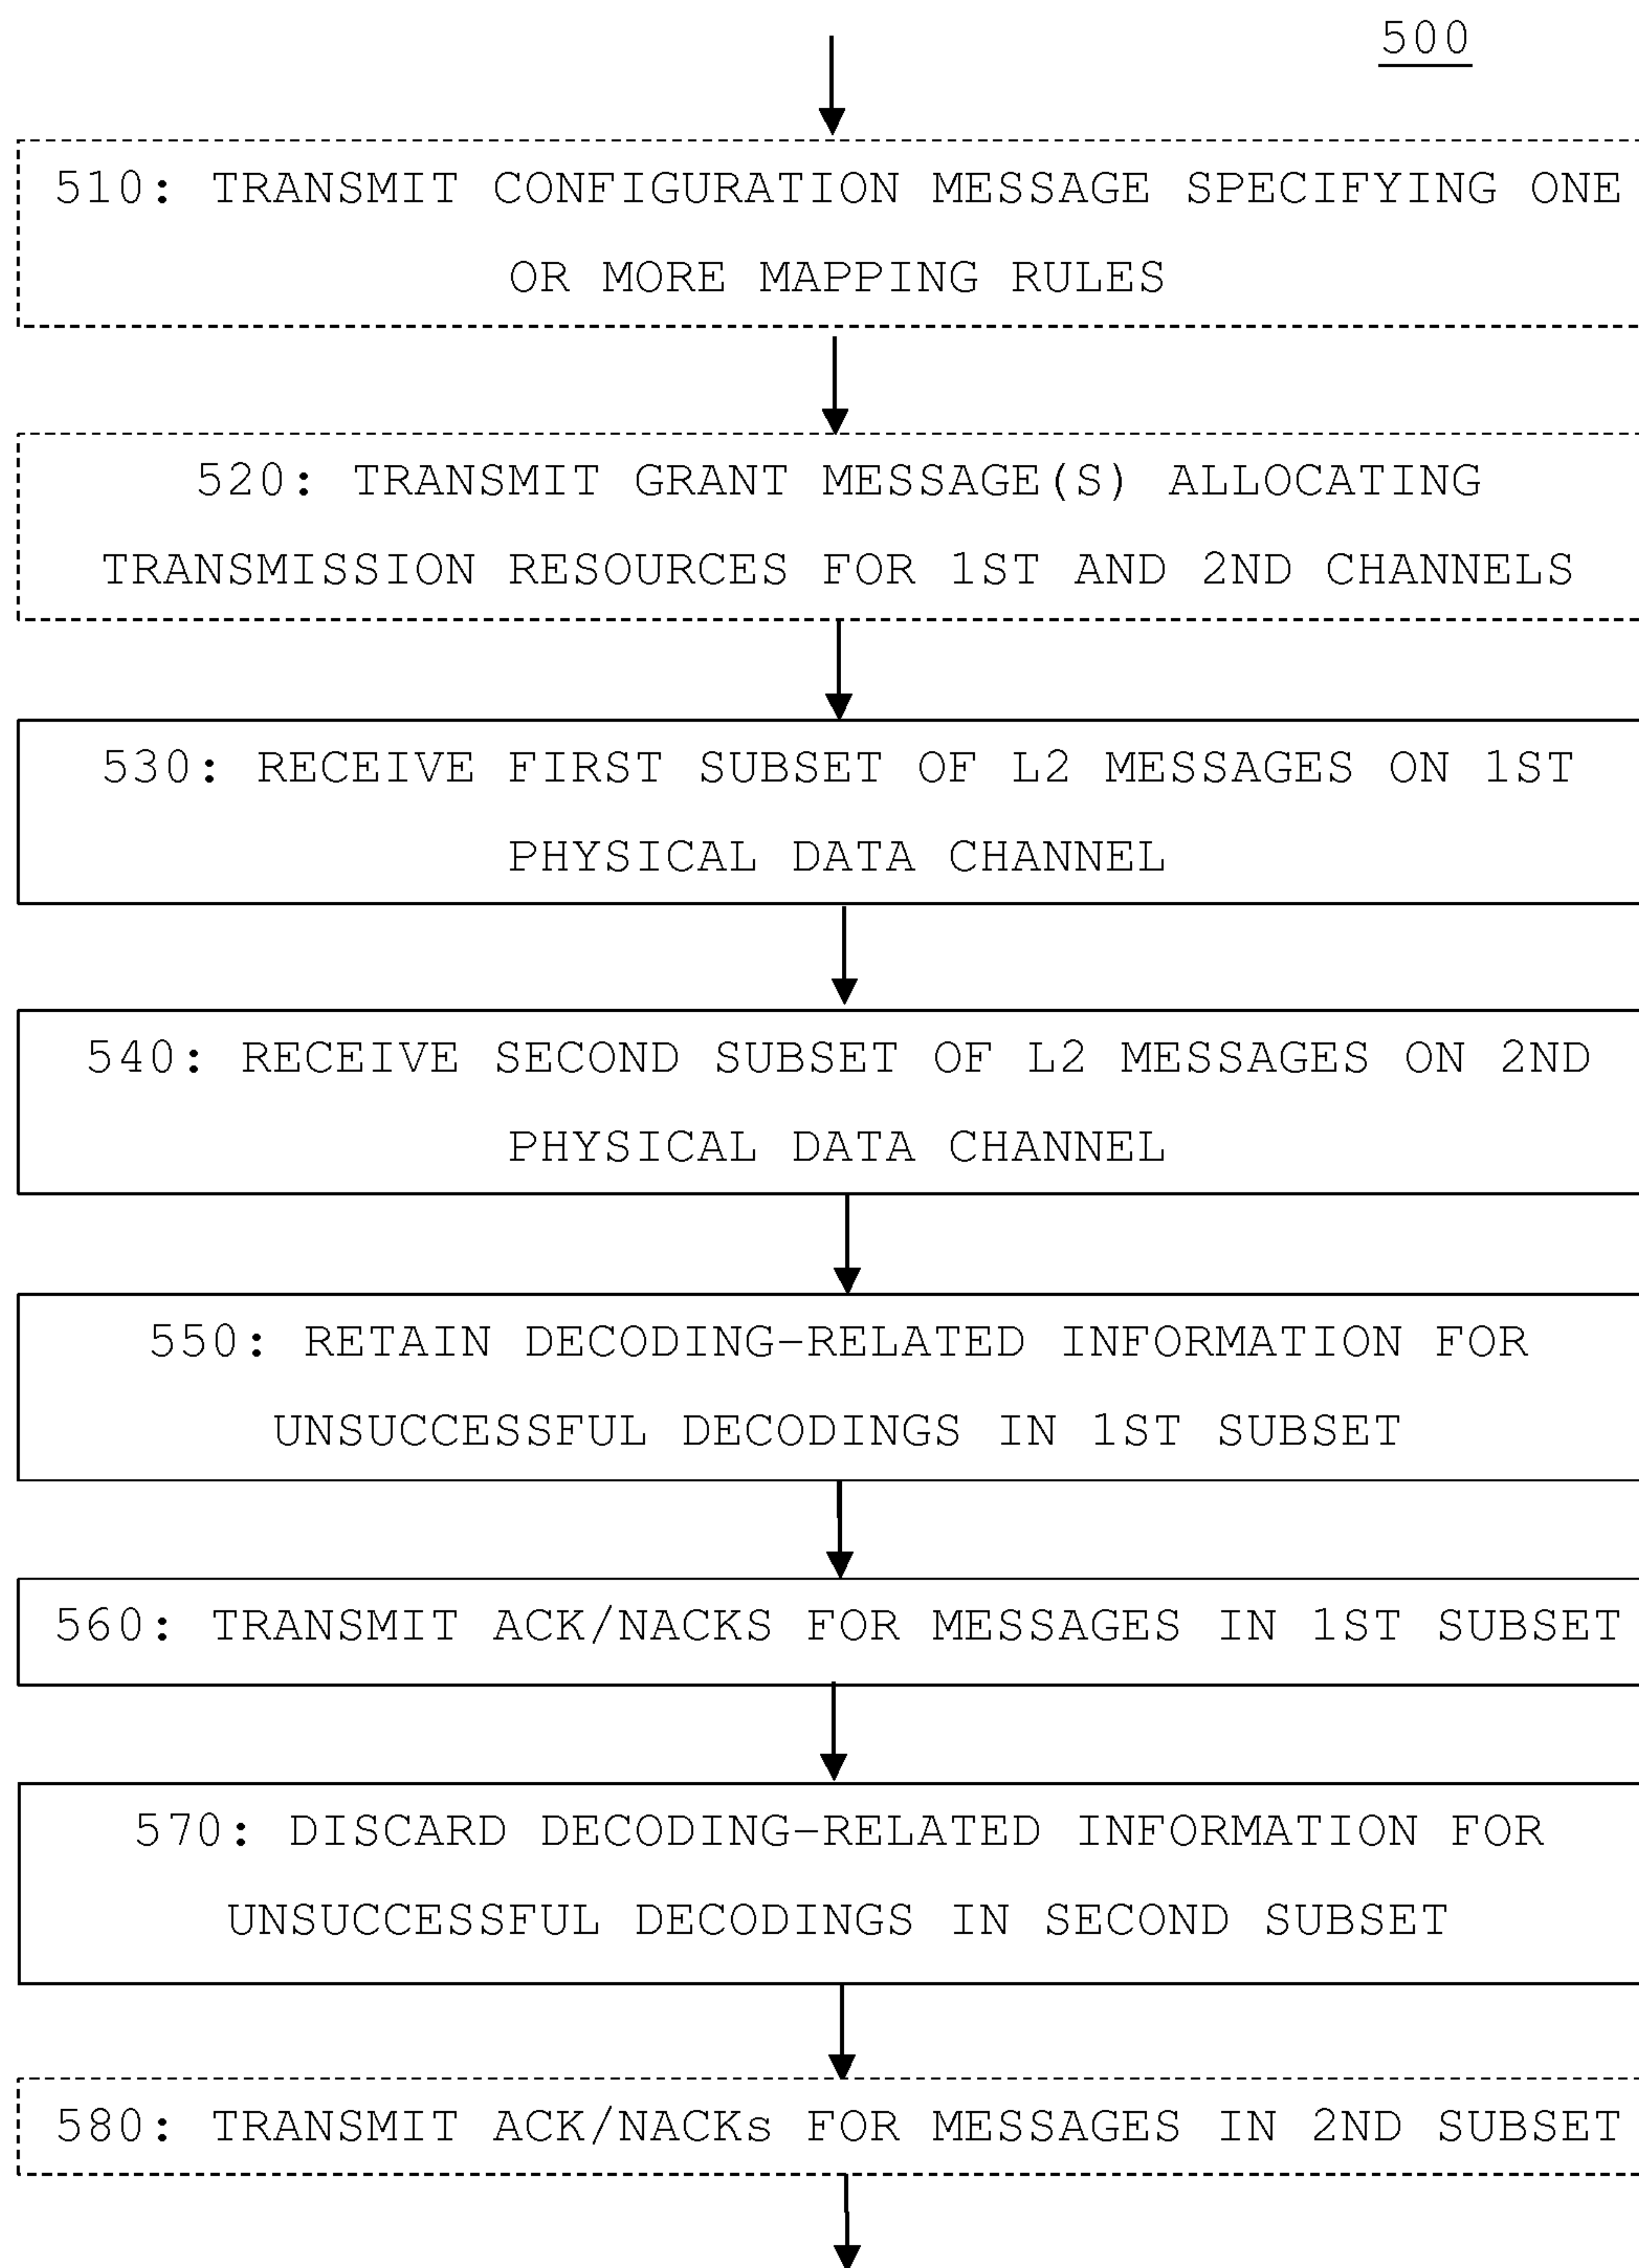 500
510: TRANSMIT CONFIGURATION MESSAGE SPECIFYING ONE
OR MORE MAPPING RULES
520: TRANSMIT GRANT MESSAGE(S) ALLOCATING
TRANSMISSION RESOURCES FOR 1ST AND 2ND CHANNELS
530: RECEIVE FIRST SUBSET OF L2 MESSAGES ON 1ST
PHYSICAL DATA CHANNEL
540: RECEIVE SECOND SUBSET OF L2 MESSAGES ON 2ND
PHYSICAL DATA CHANNEL
550: RETAIN DECODING-RELATED INFORMATION FOR
UNSUCCESSFUL DECODINGS IN 1ST SUBSET
560: TRANSMIT ACK/NACKS FOR MESSAGES IN 1ST SUBSET
570: DISCARD DECODING-RELATED INFORMATION FOR
UNSUCCESSFUL DECODINGS IN SECOND SUBSET
580: TRANSMIT ACK/NACKs FOR MESSAGES IN 2ND SUBSET